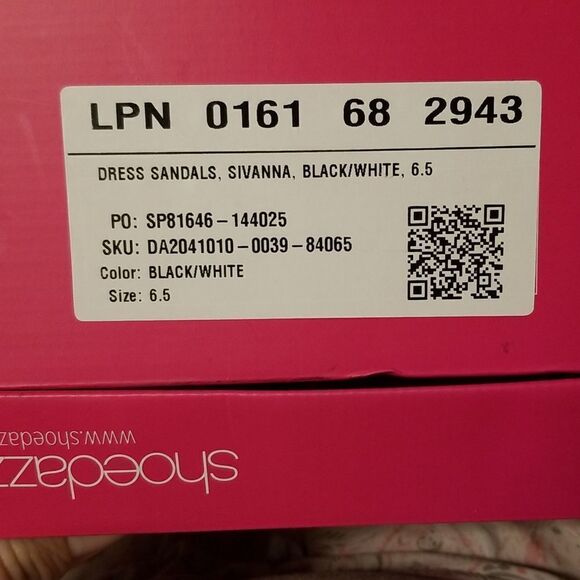 LPN 0161 68 2943
DRESS SANDALS, SIVANNA, BLACK/WHITE, 6.5
PO: SP81646-144025
SKU: DA2041010-0039-84065
Color: BLACK/WHITE
Size: 6.5
www.shoedaz
shoedazz